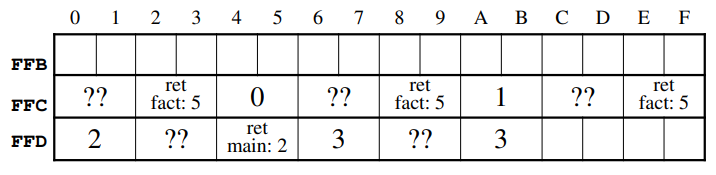 0 1 2 3 4 5 6 7 8 9 A B C D E F
FFB
FFC ?? ret fact: 5 0 ?? ret fact: 5 1 ?? ret fact: 5
FFD 2 ?? ret main: 2 3 ?? 3